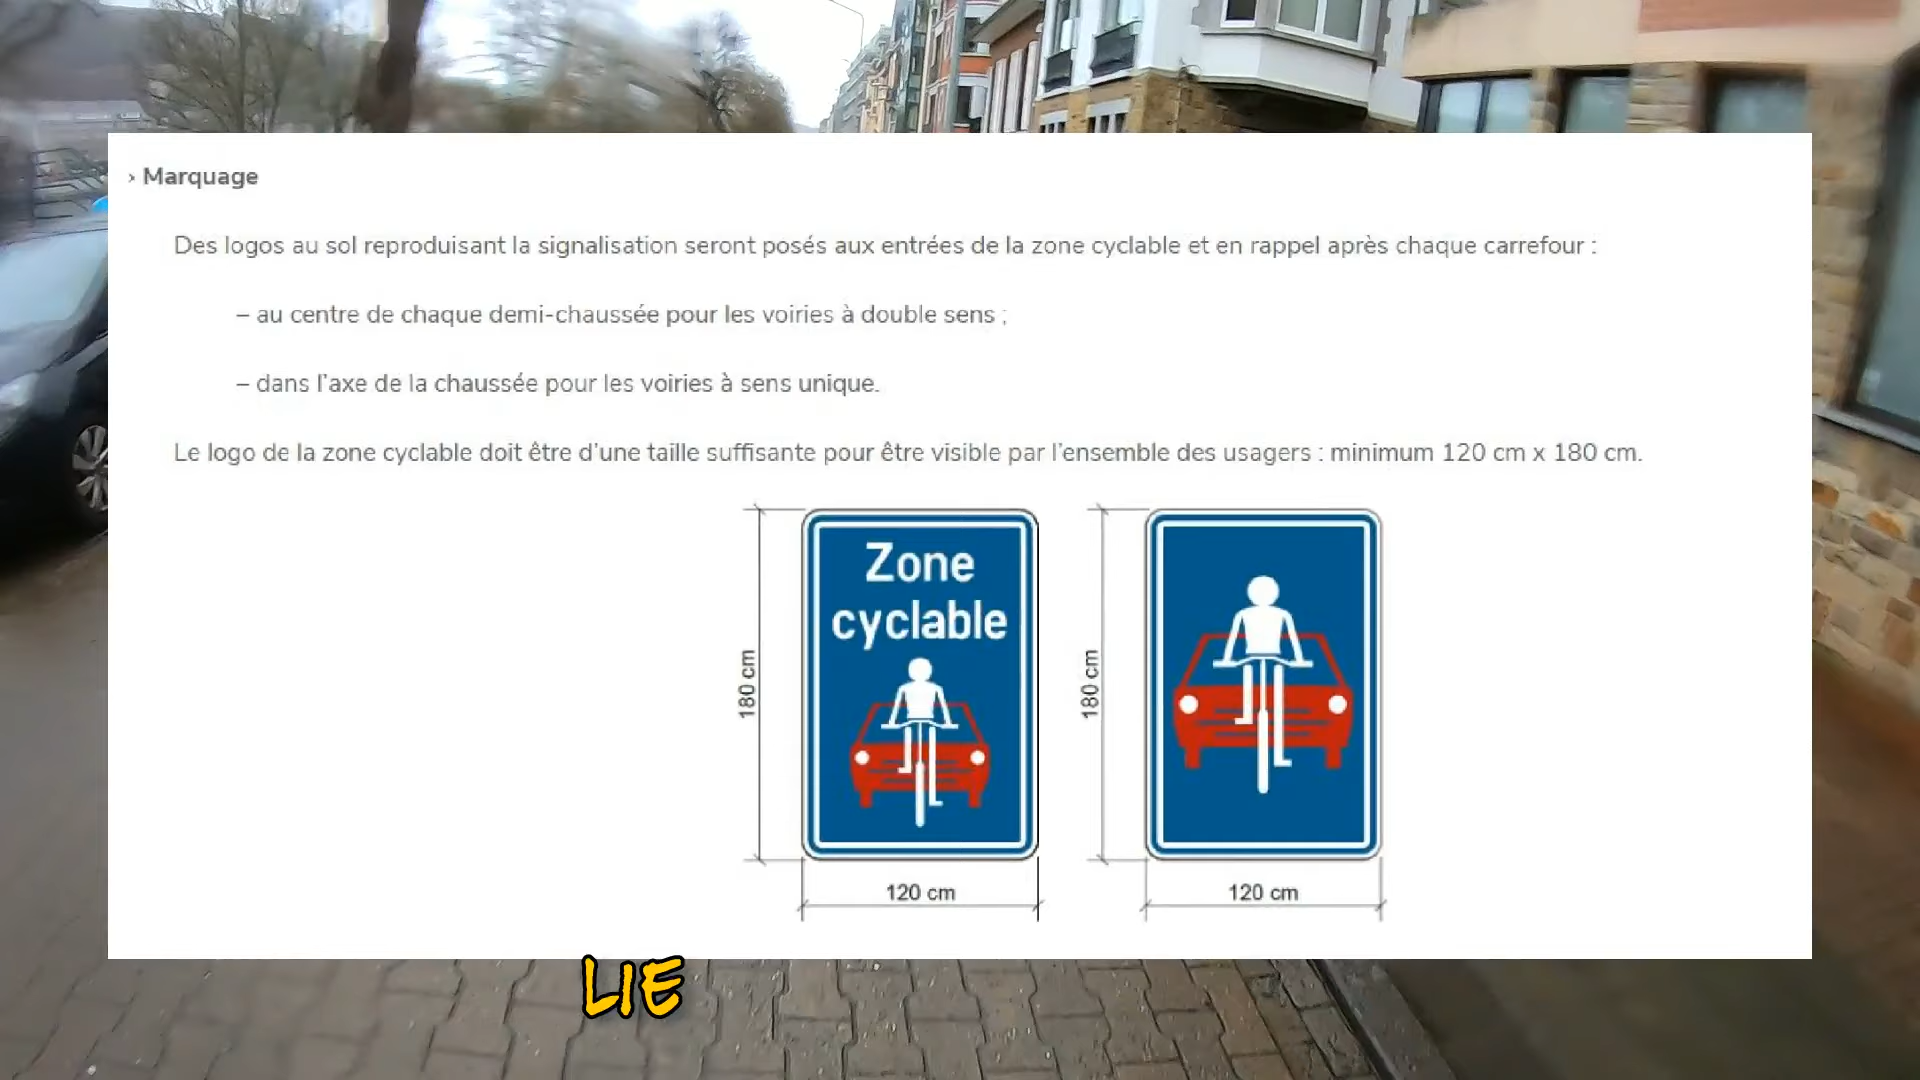 › Marquage
Des logos au sol reproduisant la signalisation seront posés aux entrées de la zone cyclable et en rappel après chaque carrefour :
– au centre de chaque demi-chaussée pour les voiries à double sens ;
– dans l'axe de la chaussée pour les voiries à sens unique.
Le logo de la zone cyclable doit être d'une taille suffisante pour être visible par l'ensemble des usagers : minimum 120 cm x 180 cm.
Zone
cyclable
180 cm
120 cm
180 cm
120 cm
LIE